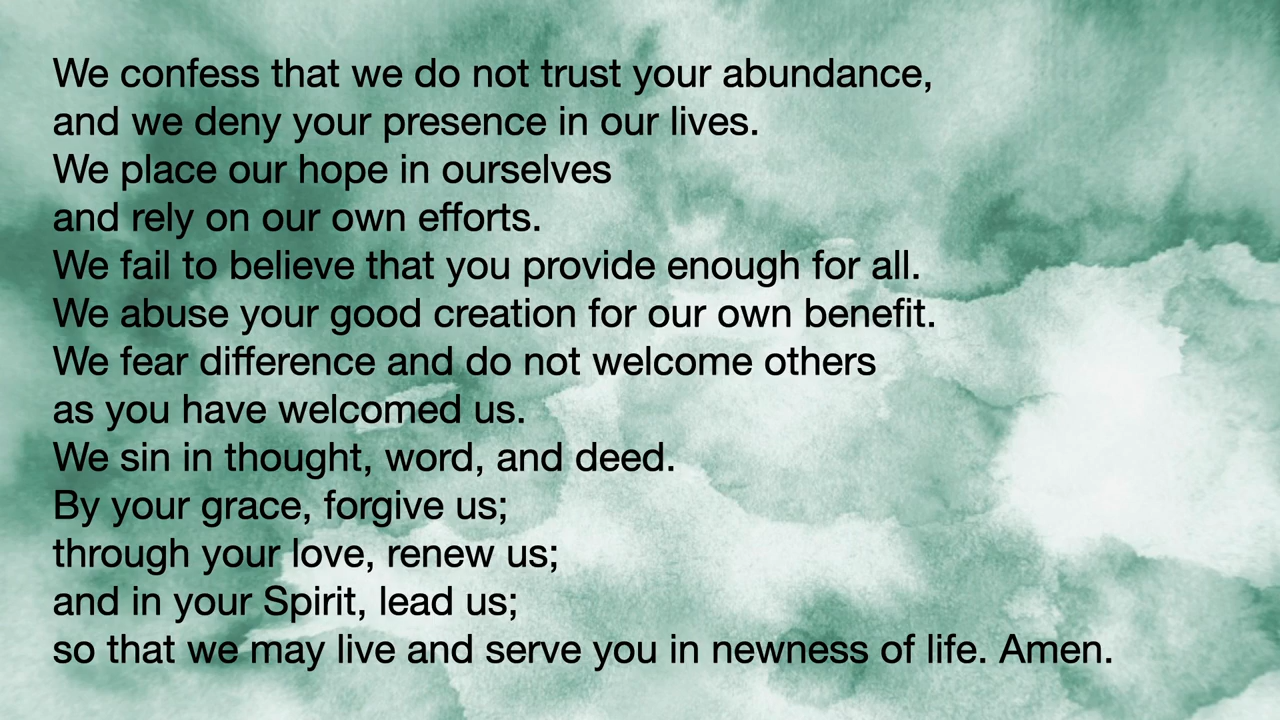 We confess that we do not trust your abundance,
and we deny your presence in our lives.
We place our hope in ourselves
and rely on our own efforts.
We fail to believe that you provide enough for all.
We abuse your good creation for our own benefit.
We fear difference and do not welcome others
as you have welcomed us.
We sin in thought, word, and deed.
By your grace, forgive us;
through your love, renew us;
and in your Spirit, lead us;
so that we may live and serve you in newness of life. Amen.